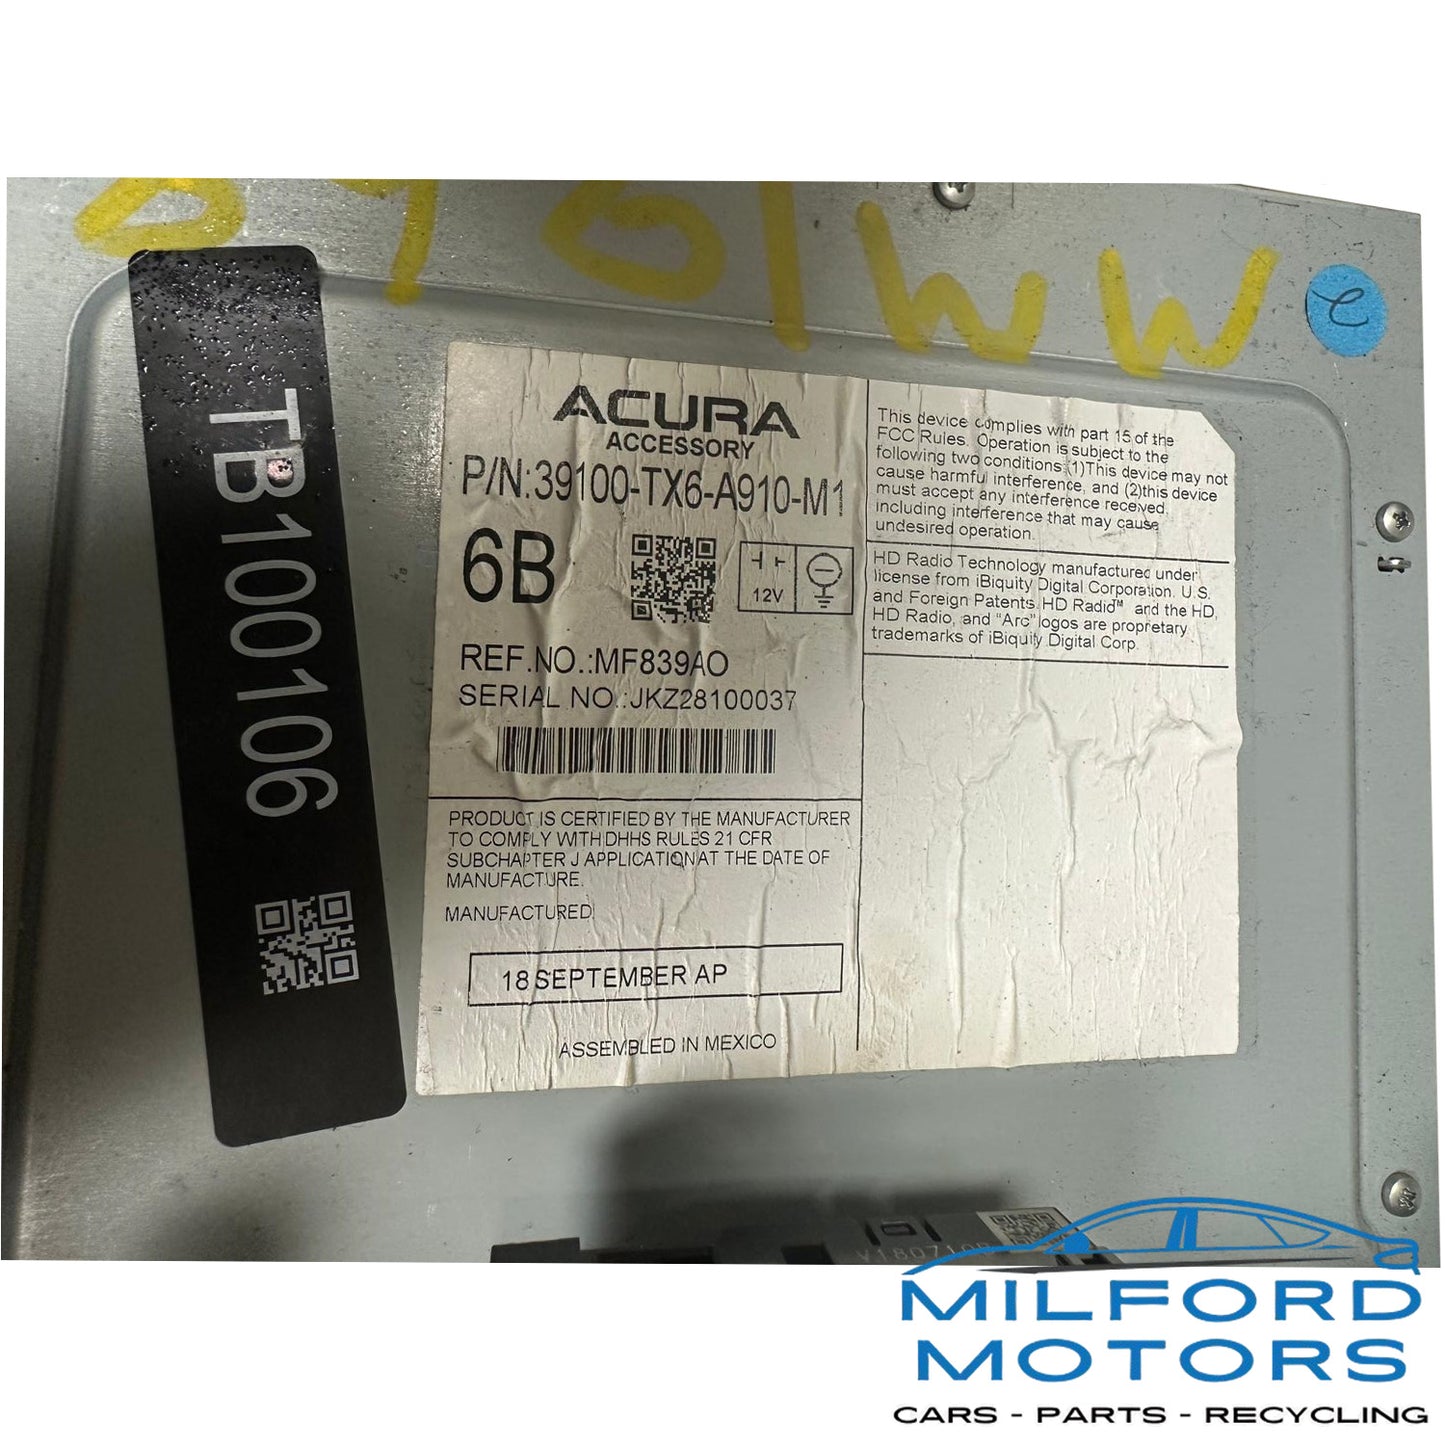 TB100106
ACURA
ACCESSORY
P/N:39100-TX6-A910-M1
6B
12V
REF.NO.:MF839AO
SERIAL NO.:JKZ28100037
PRODUCT IS CERTIFIED BY THE MANUFACTURER
TO COMPLY WITH DHHS RULES 21 CFR
SUBCHAPTER J APPLICATION AT THE DATE OF
MANUFACTURE.
MANUFACTURED
18 SEPTEMBER AP
ASSEMBLED IN MEXICO
This device complies with part 15 of the
FCC Rules. Operation is subject to the
following two conditions:(1)This device may not
cause harmful interference, and (2)this device
must accept any interference received,
including interference that may cause
undesired operation.
HD Radio Technology manufactured under
license from iBiquity Digital Corporation. U.S.
and Foreign Patents. HD Radio™ and the HD,
HD Radio, and “Arc” logos are proprietary
trademarks of iBiquity Digital Corp.
MILFORD
MOTORS
CARS - PARTS - RECYCLING